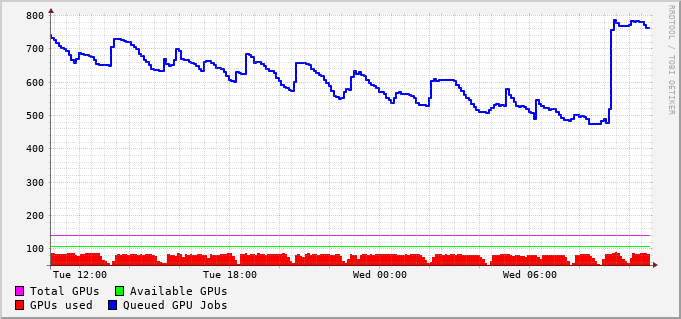 800
700
600
500
400
300
200
100
Tue 12:00 Tue 18:00 Wed 00:00 Wed 06:00
Total GPUs Available GPUs
GPUs used Queued GPU Jobs
RRDTOOL / TOBI OETIKER